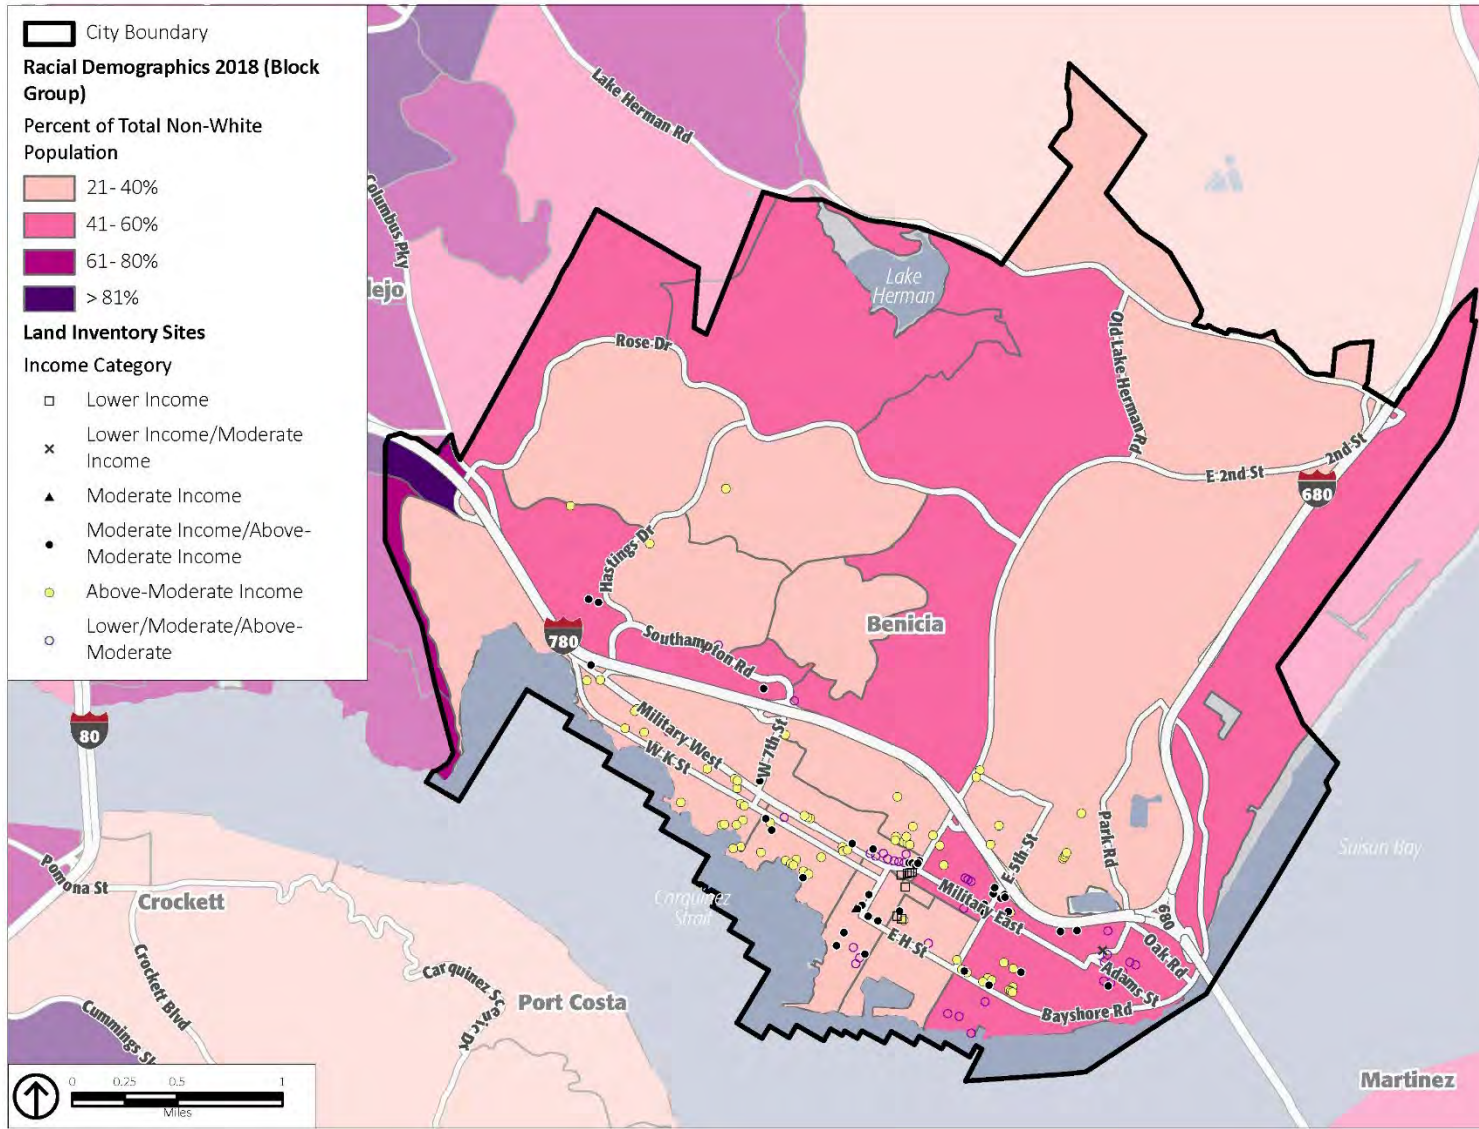 City Boundary
Racial Demographics 2018 (Block
Group)
Percent of Total Non-White
Population
21- 40%
41- 60%
61- 80%
> 81%
Land Inventory Sites
Income Category
Lower Income
Lower Income/Moderate
Income
Moderate Income
Moderate Income/Above-
Moderate Income
Above-Moderate Income
Lower/Moderate/Above-
Moderate
Lake Herman Rd
Columbus Pky
lejo
Lake
Herman
Rose Dr
Old Lake Herman Rd
E 2nd St
2nd St
680
Hastings Dr
Benicia
780
Southampton Rd
80
Military West
W K St
W 7th St
Park Rd
E 5th St
Suisun Bay
Pomona St
Crockett
Carquinez
Strait
Military East
680
E H St
Oak Rd
Adams St
Crockett Blvd
Carquinez Scenic Dr
Port Costa
Bayshore Rd
Cummings Sk
Martinez
0 0.25 0.5 1
Miles